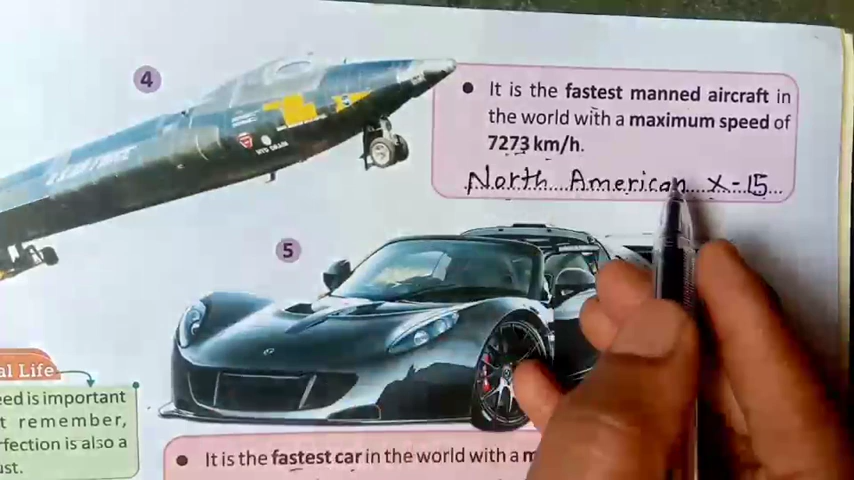 4
• It is the fastest manned aircraft in
the world with a maximum speed of
7273 km/h.
North American X-15
5
al Life
eed is important
t remember,
rfection is also a
ust.
• It is the fastest car in the world with a m